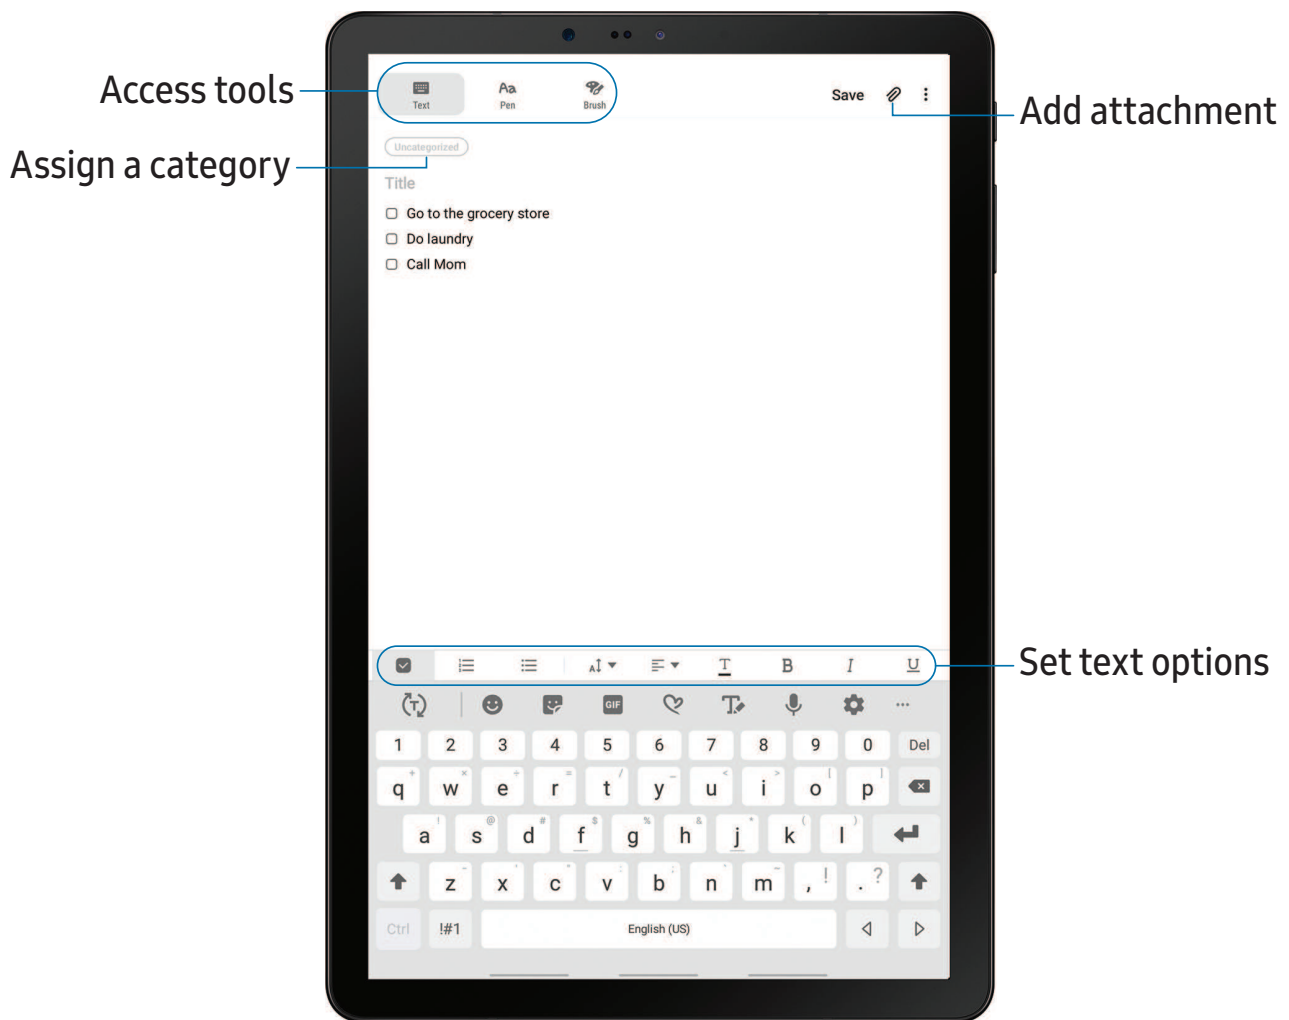 Access tools
Text
Aa
Pen
Brush
Save
Add attachment
Assign a category
Uncategorized
Title
Go to the grocery store
Do laundry
Call Mom
Set text options
A T B I U
T GIF T
1 2 3 4 5 6 7 8 9 0 Del
+ × ÷ = / _ < > [ ]
q w e r t y u i o p
! @ # $ % & * ( )
a s d f g h j k l
z x c v b n m , ! . ?
Ctrl !#1 English (US)